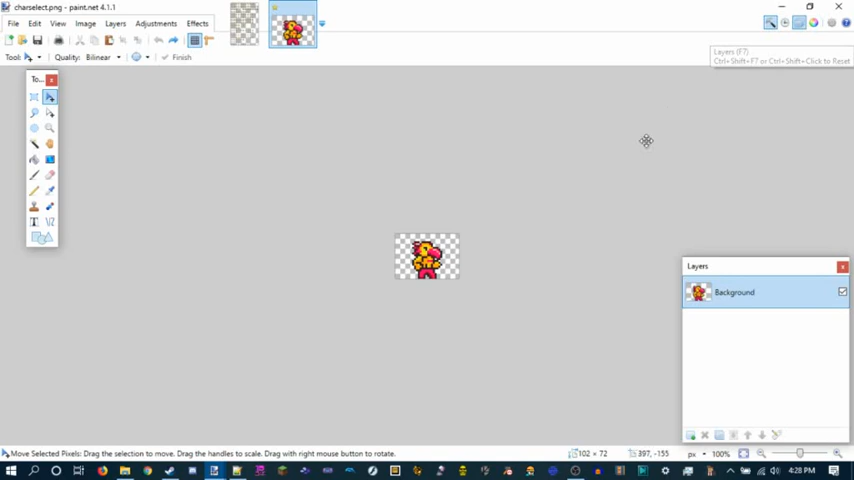 charselect.png - paint.net 4.1.1
File Edit View Image Layers Adjustments Effects
Tool: Quality: Bilinear Finish
Layers (F7)
Ctrl+Shift+F7 or Ctrl+Shift+Click to Reset
To...
T
Layers
Background
Move Selected Pixels: Drag the selection to move. Drag the handles to scale. Drag with right mouse button to rotate.
102 × 72
397, -155
px
100%
4:28 PM